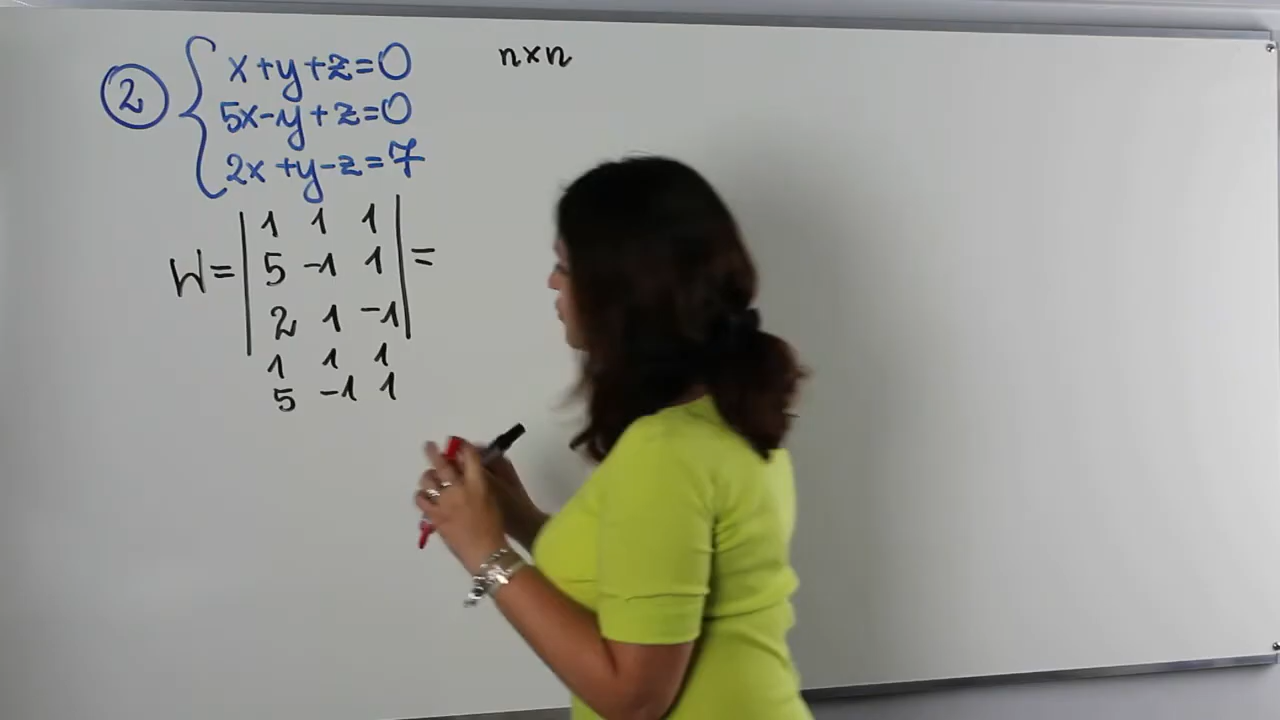 ② x+y+z=0
5x-y+z=0
2x+y-z=7
n×n
W= | 1 1 1 | =
5 -1 1
2 1 -1
1 1 1
5 -1 1